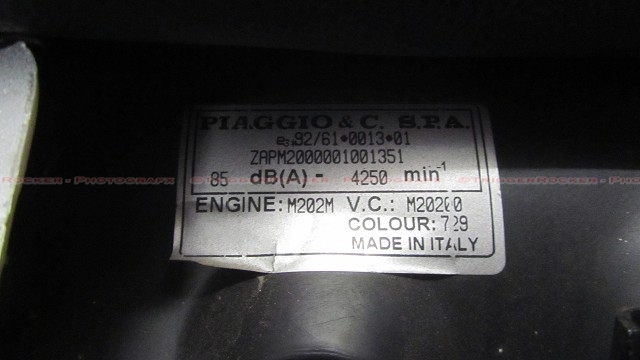 PIAGGIO & C. S.P.A.
e3*92/61*0013*01
ZAPM2000001001351
85 dB(A) - 4250 min-1
ENGINE: M202M V.C.: M20200
COLOUR: 729
MADE IN ITALY